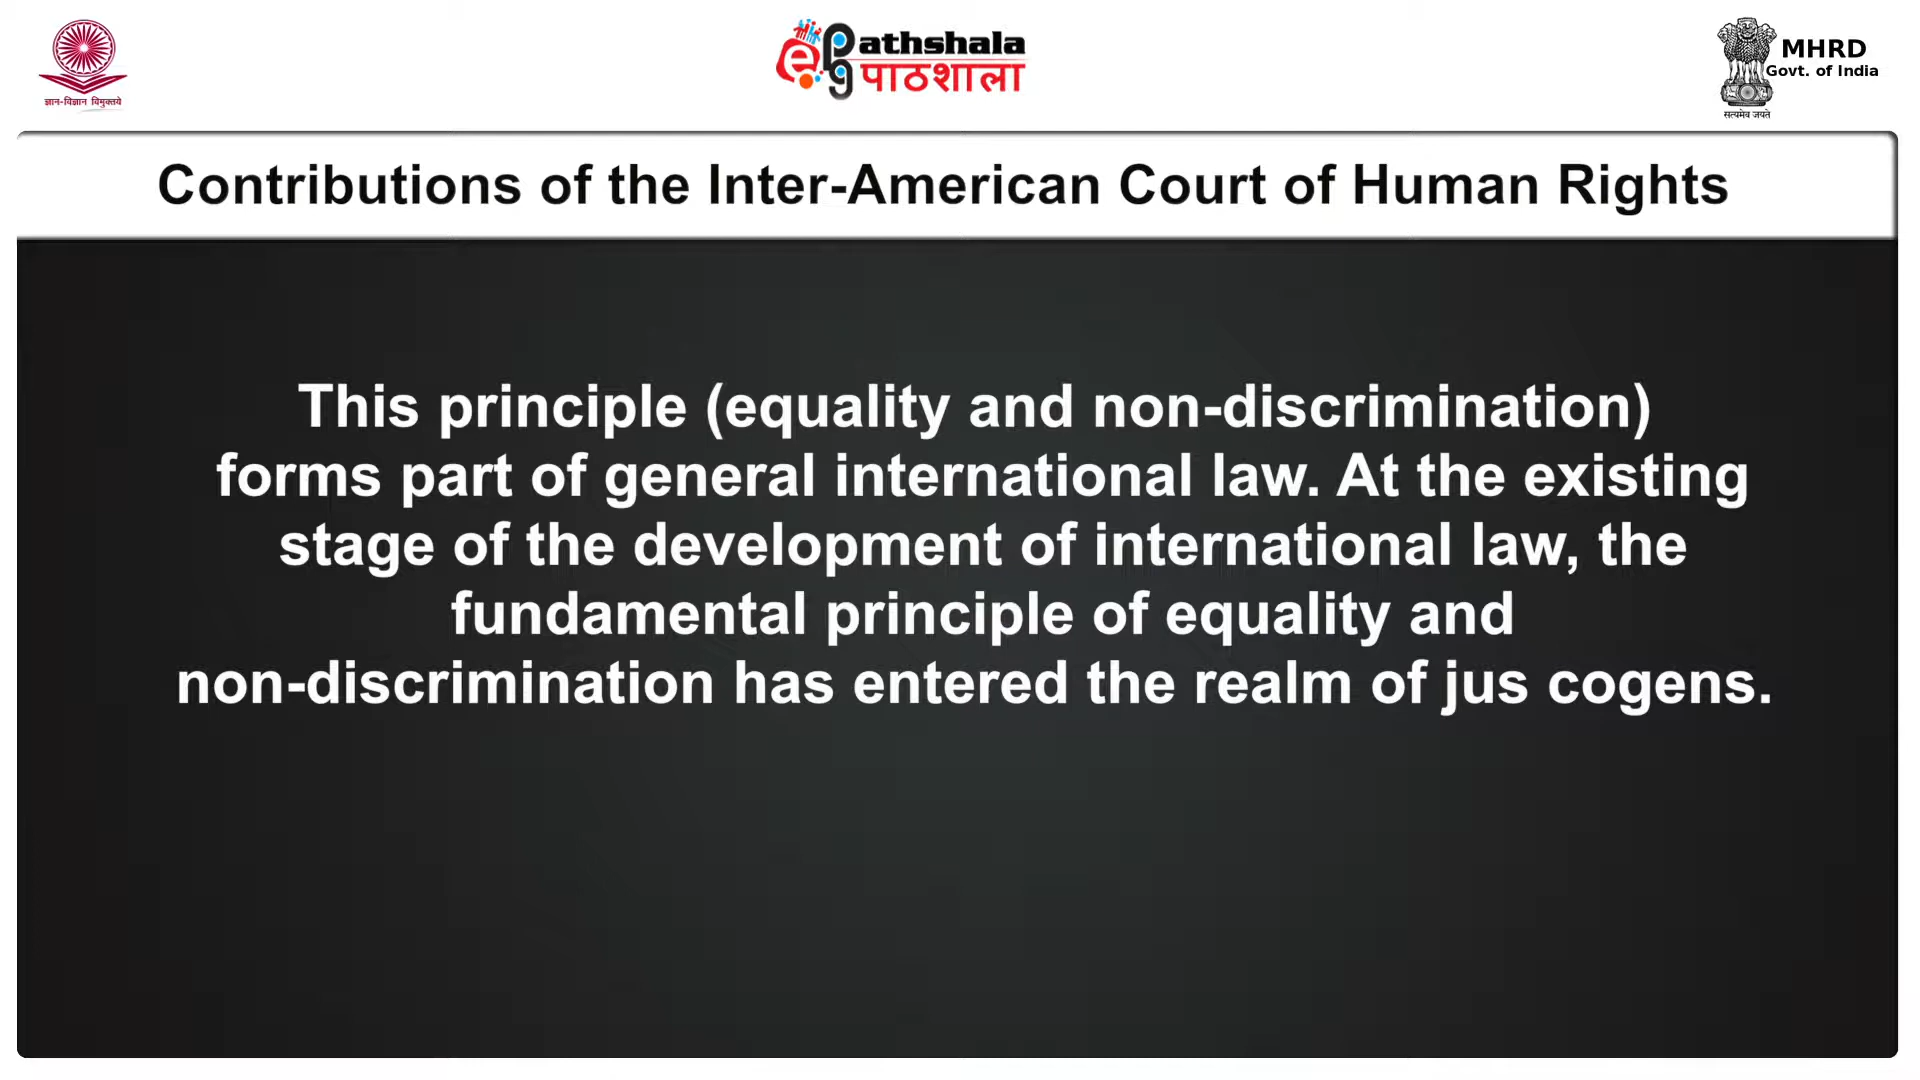 ज्ञान-विज्ञान विमुक्तये
ePG athshala
पाठशाला
MHRD
Govt. of India
सत्यमेव जयते
Contributions of the Inter-American Court of Human Rights
This principle (equality and non-discrimination)
forms part of general international law. At the existing
stage of the development of international law, the
fundamental principle of equality and
non-discrimination has entered the realm of jus cogens.